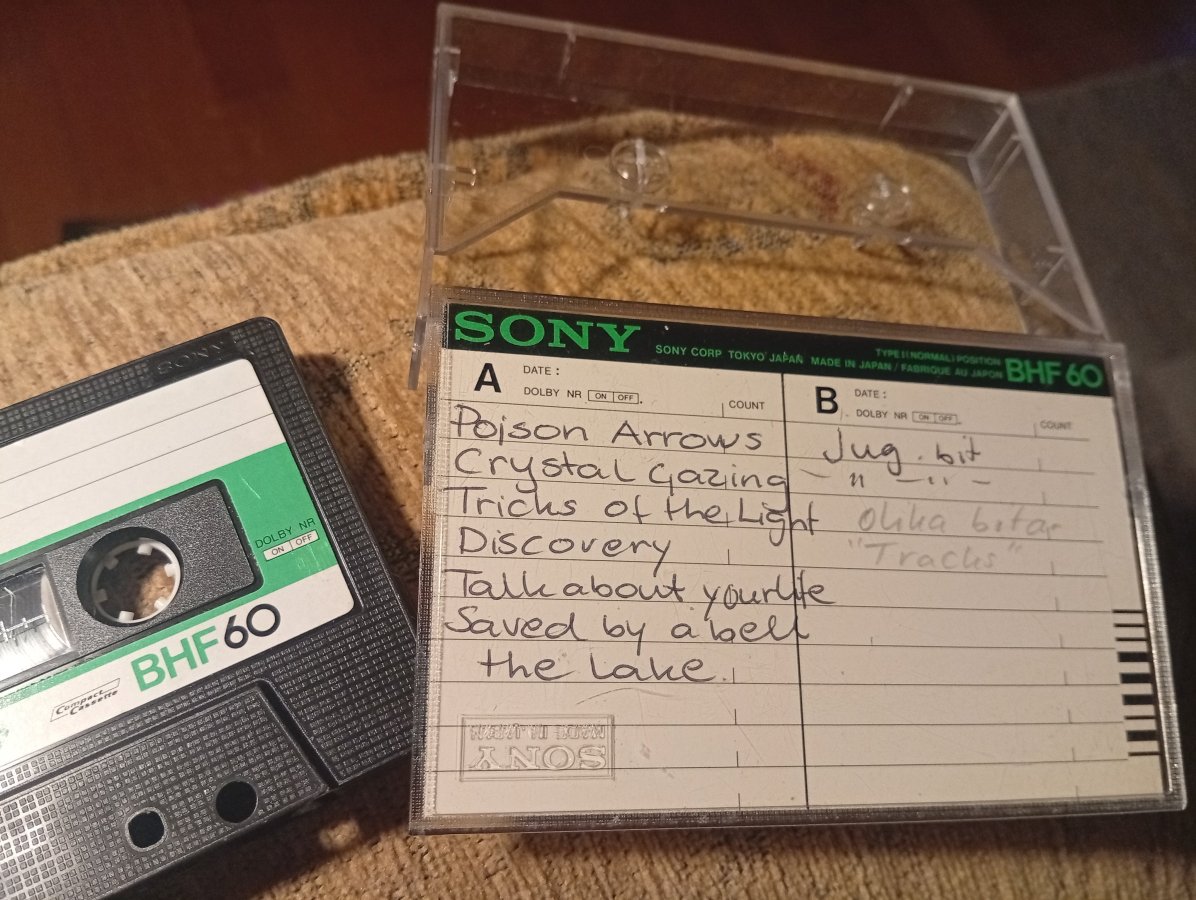 SONY
DOLBY NR
ON OFF
BHF60
Compact Cassette
SONY
SONY CORP TOKYO JAPAN MADE IN JAPAN / FABRIQUE AU JAPON
TYPE I (NORMAL) POSITION
BHF 60
A
DATE :
DOLBY NR ON OFF
COUNT
Poison Arrows
Crystal Gazing
Tricks of the Light
Discovery
Talk about your life
Saved by a bell
the Lake.
MADE IN JAPAN
SONY
B
DATE :
DOLBY NR ON OFF
COUNT
Jug. bit
– " – " –
Olika bitar
"Tracks"